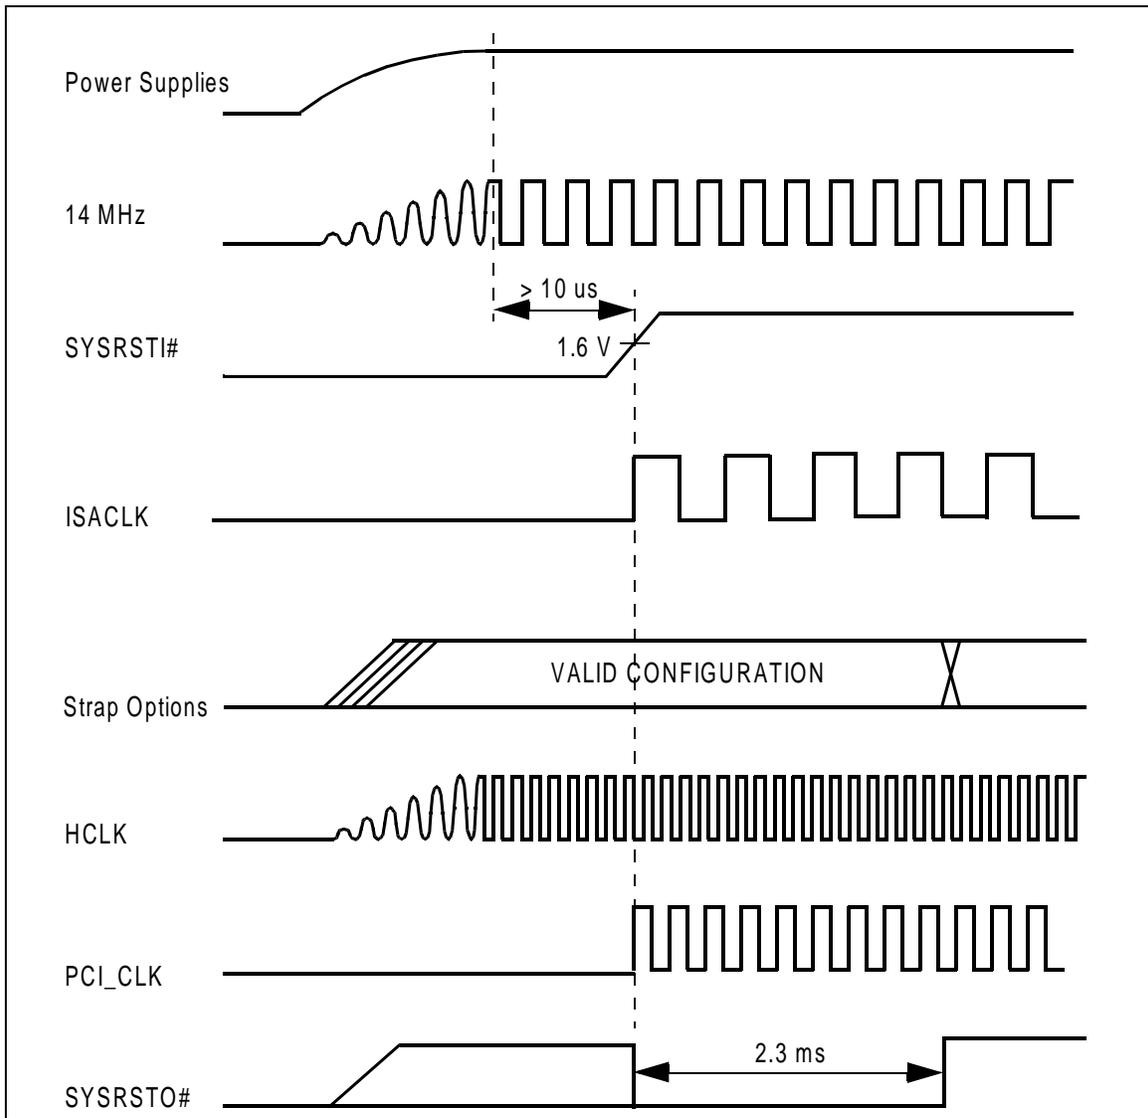 Power Supplies
14 MHz
> 10 us
1.6 V
SYSRSTI#
ISACLK
VALID CONFIGURATION
Strap Options
HCLK
PCI_CLK
2.3 ms
SYSRSTO#